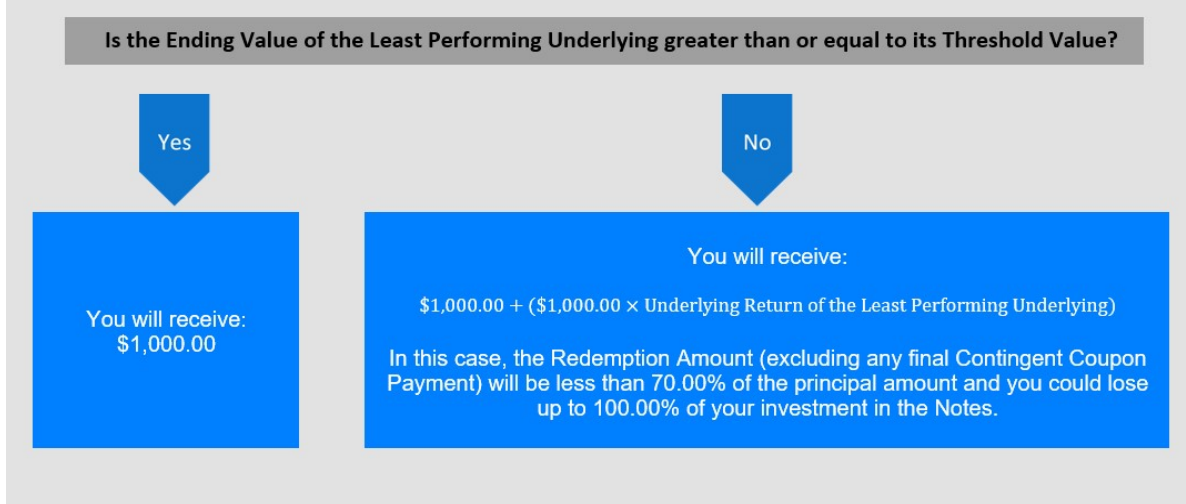 Is the Ending Value of the Least Performing Underlying greater than or equal to its Threshold Value?
Yes
No
You will receive:
$1,000.00
You will receive:
$1,000.00 + ($1,000.00 × Underlying Return of the Least Performing Underlying)
In this case, the Redemption Amount (excluding any final Contingent Coupon
Payment) will be less than 70.00% of the principal amount and you could lose
up to 100.00% of your investment in the Notes.